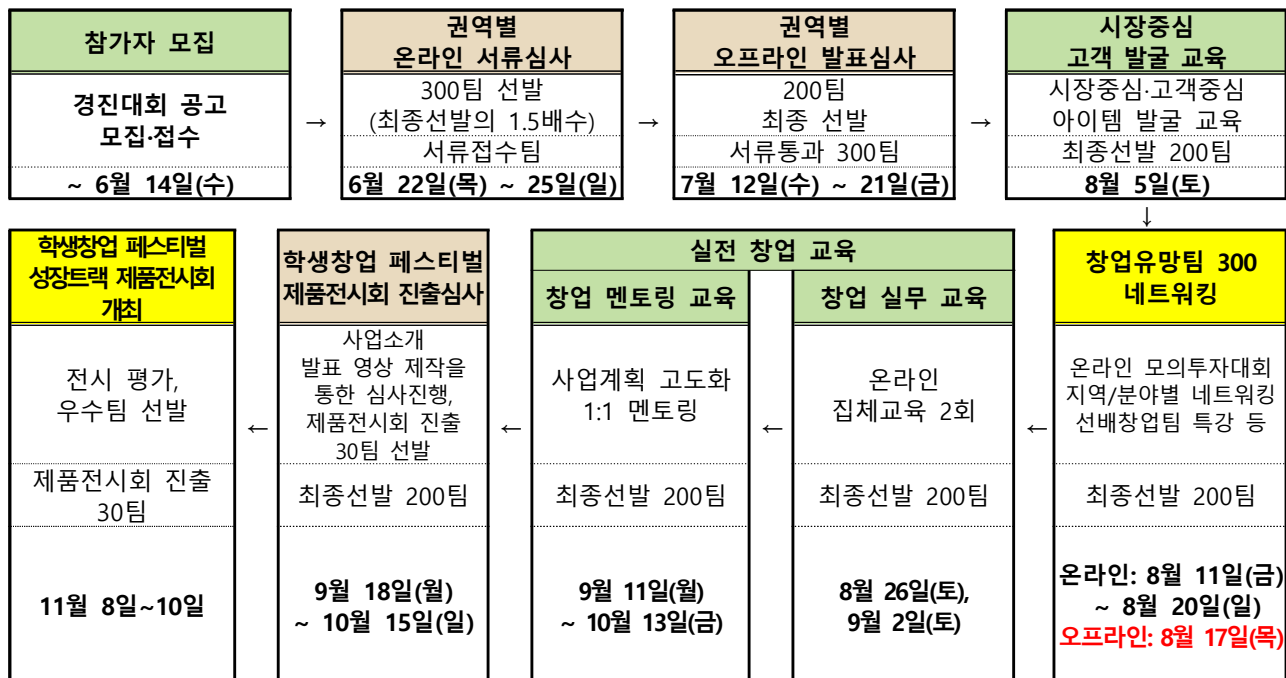 참가자 모집
경진대회 공고
모집·접수
~ 6월 14일(수)
→
권역별
온라인 서류심사
300팀 선발
(최종선발의 1.5배수)
서류접수팀
6월 22일(목) ~ 25일(일)
→
권역별
오프라인 발표심사
200팀
최종 선발
서류통과 300팀
7월 12일(수) ~ 21일(금)
→
시장중심
고객 발굴 교육
시장중심·고객중심
아이템 발굴 교육
최종선발 200팀
8월 5일(토)
↓
창업유망팀 300
네트워킹
온라인 모의투자대회
지역/분야별 네트워킹
선배창업팀 특강 등
최종선발 200팀
온라인: 8월 11일(금)
~ 8월 20일(일)
오프라인: 8월 17일(목)
←
실전 창업 교육
창업 실무 교육
온라인
집체교육 2회
최종선발 200팀
8월 26일(토),
9월 2일(토)
←
창업 멘토링 교육
사업계획 고도화
1:1 멘토링
최종선발 200팀
9월 11일(월)
~ 10월 13일(금)
←
학생창업 페스티벌
제품전시회 진출심사
사업소개
발표 영상 제작을
통한 심사진행,
제품전시회 진출
30팀 선발
최종선발 200팀
9월 18일(월)
~ 10월 15일(일)
←
학생창업 페스티벌
성장트랙 제품전시회
개최
전시 평가,
우수팀 선발
제품전시회 진출
30팀
11월 8일~10일